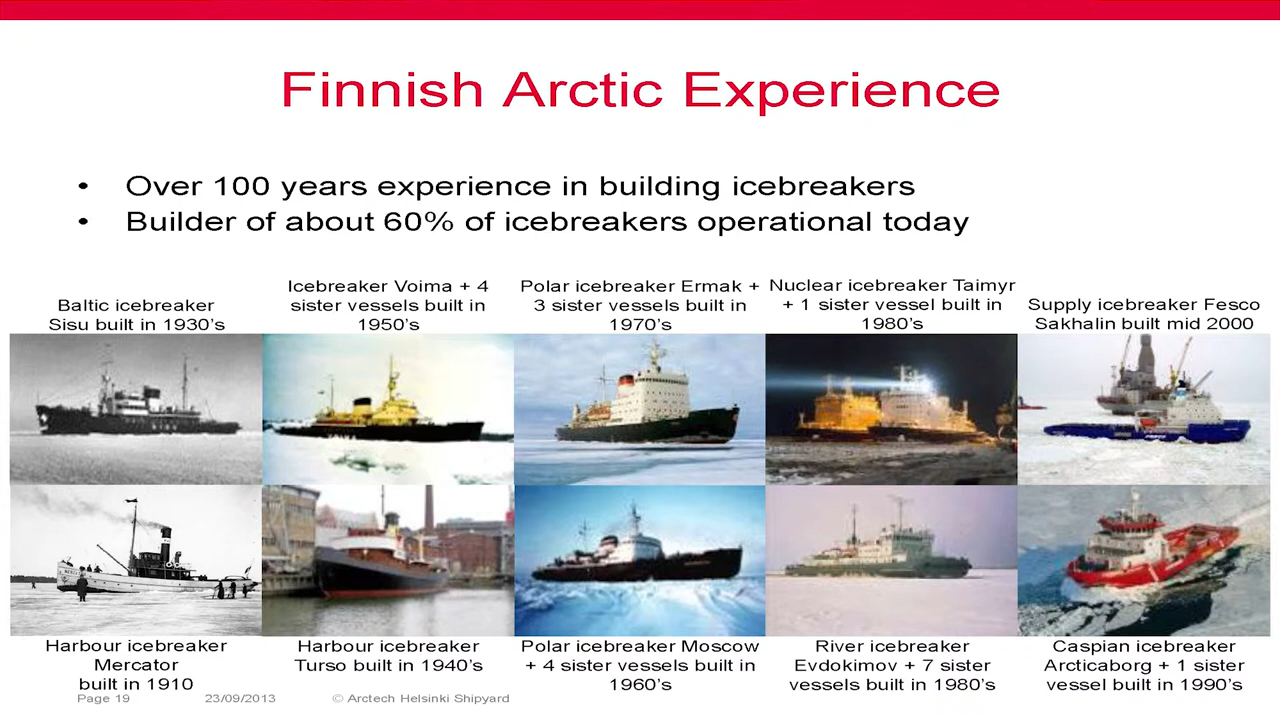 Finnish Arctic Experience
• Over 100 years experience in building icebreakers
• Builder of about 60% of icebreakers operational today
Baltic icebreaker
Sisu built in 1930’s
Icebreaker Voima + 4
sister vessels built in
1950’s
Polar icebreaker Ermak +
3 sister vessels built in
1970’s
Nuclear icebreaker Taimyr
+ 1 sister vessel built in
1980’s
Supply icebreaker Fesco
Sakhalin built mid 2000
Harbour icebreaker
Mercator
built in 1910
Harbour icebreaker
Turso built in 1940’s
Polar icebreaker Moscow
+ 4 sister vessels built in
1960’s
River icebreaker
Evdokimov + 7 sister
vessels built in 1980’s
Caspian icebreaker
Arcticaborg + 1 sister
vessel built in 1990’s
Page 19 23/09/2013 © Arctech Helsinki Shipyard